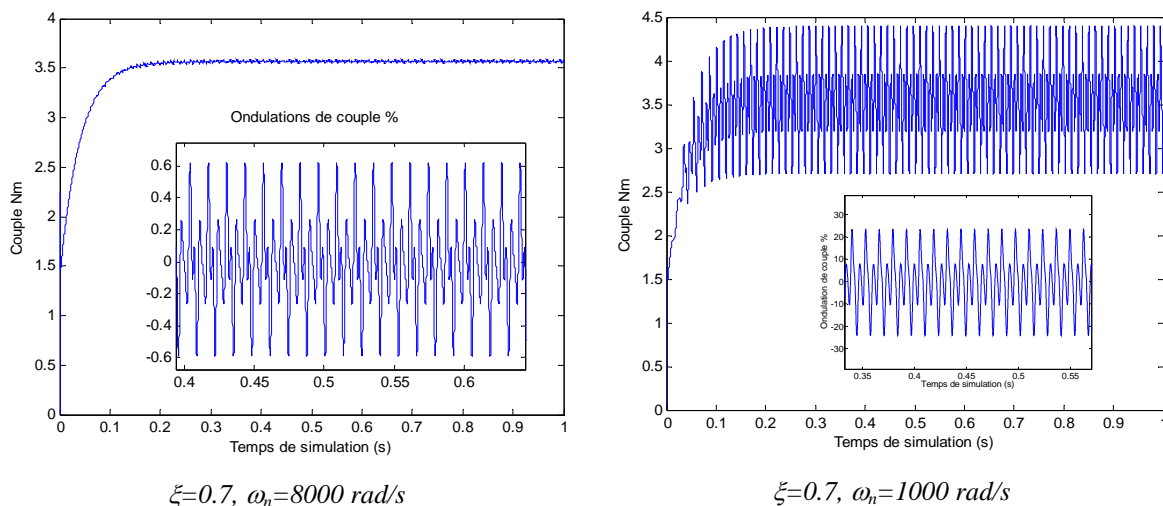 4
3.5
3
2.5
2
1.5
1
0.5
0
Couple Nm
0 0.1 0.2 0.3 0.4 0.5 0.6 0.7 0.8 0.9 1
Temps de simulation (s)
Ondulations de couple %
0.6
0.4
0.2
0
-0.2
-0.4
-0.6
0.4 0.45 0.5 0.55 0.6
ξ=0.7, ωn=8000 rad/s
4.5
4
3.5
3
2.5
2
1.5
1
0.5
0
Couple Nm
0 0.1 0.2 0.3 0.4 0.5 0.6 0.7 0.8 0.9 1
Temps de simulation (s)
30
20
10
0
-10
-20
-30
Ondulation de couple %
0.35 0.4 0.45 0.5 0.55
Temps de simulation (s)
ξ=0.7, ωn=1000 rad/s